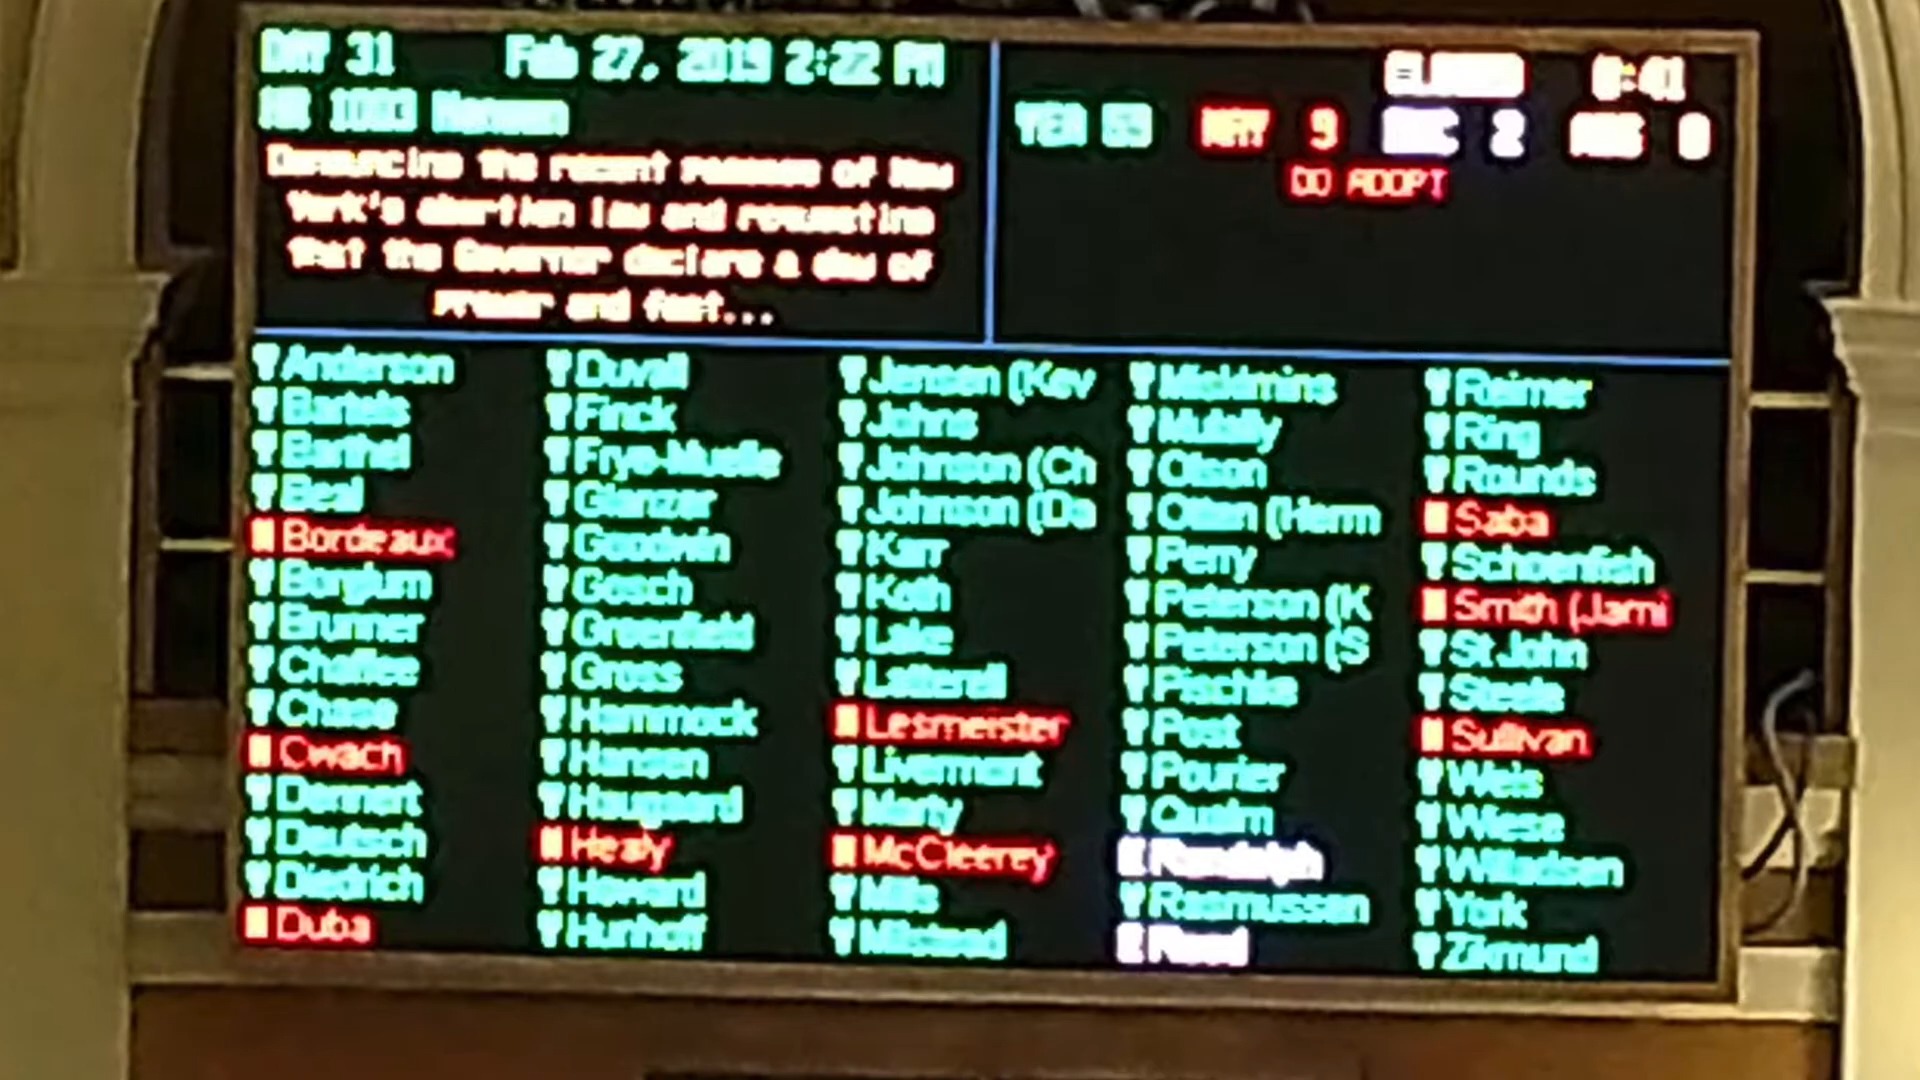 DAY 31 Feb 27, 2019 2:22 PM
HR
Denouncing the recent passage of New
York's abortion law and requesting
that the Governor declare a day of
prayer and fast...
0:41
YEA 59 NAY 9 EXC 2 ABS 0
DO ADOPT
Y Anderson
Y Bartels
Y Barthel
Y Beal
N Bordeaux
Y Borglum
Y Brunner
Y Chaffee
Y Chase
N Cwach
Y Dennert
Y Deutsch
Y Diedrich
N Duba
Y Duvall
Y Finck
Y Frye-Muelle
Y Glanzer
Y Goodwin
Y Gosch
Y Greenfield
Y Gross
Y Hammock
Y Hansen
Y Haugaard
N Healy
Y Howard
Y Hunhoff
Y Jensen (Kev
Y Johns
Y Johnson (Ch
Y Johnson (Da
Y Karr
Y Koth
Y Lake
Y Latterell
N Lesmeister
Y Livermont
Y Marty
N McCleerey
Y Mills
Y Milstead
Y Miskimins
Y Mulally
Y Olson
Y Otten (Herm
Y Perry
Y Peterson (K
Y Peterson (S
Y Pischke
Y Post
Y Pourier
Y Qualm
E Randolph
Y Rasmussen
E Reed
Y Reimer
Y Ring
Y Rounds
N Saba
Y Schoenfish
N Smith (Jami
Y St. John
Y Steele
N Sullivan
Y Weis
Y Wiese
Y Willadsen
Y York
Y Zikmund